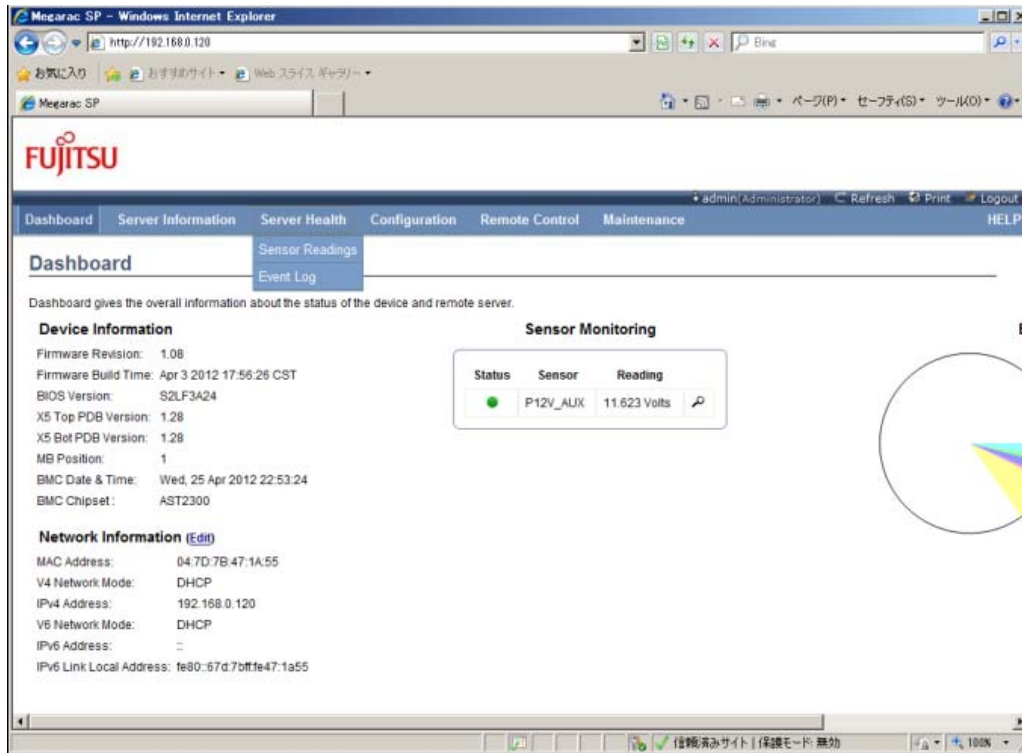 Megarac SP - Windows Internet Explorer
http://192.168.0.120
Bing
お気に入り おすすめサイト Web スライス ギャラリー
Megarac SP ページ(P) セーフティ(S) ツール(O)
FUJITSU
admin(Administrator) Refresh Print Logout
Dashboard Server Information Server Health Configuration Remote Control Maintenance HELP
Sensor Readings
Event Log
Dashboard
Dashboard gives the overall information about the status of the device and remote server.
Device Information
Firmware Revision: 1.08
Firmware Build Time: Apr 3 2012 17:56:26 CST
BIOS Version: S2LF3A24
X5 Top PDB Version: 1.28
X5 Bot PDB Version: 1.28
MB Position: 1
BMC Date & Time: Wed, 25 Apr 2012 22:53:24
BMC Chipset : AST2300
Network Information (Edit)
MAC Address: 04:7D:7B:47:1A:55
V4 Network Mode: DHCP
IPv4 Address: 192.168.0.120
V6 Network Mode: DHCP
IPv6 Address: ::
IPv6 Link Local Address: fe80::67d:7bff:fe47:1a55
Sensor Monitoring
Status Sensor Reading
P12V_AUX 11.623 Volts
信頼済みサイト | 保護モード: 無効 100%